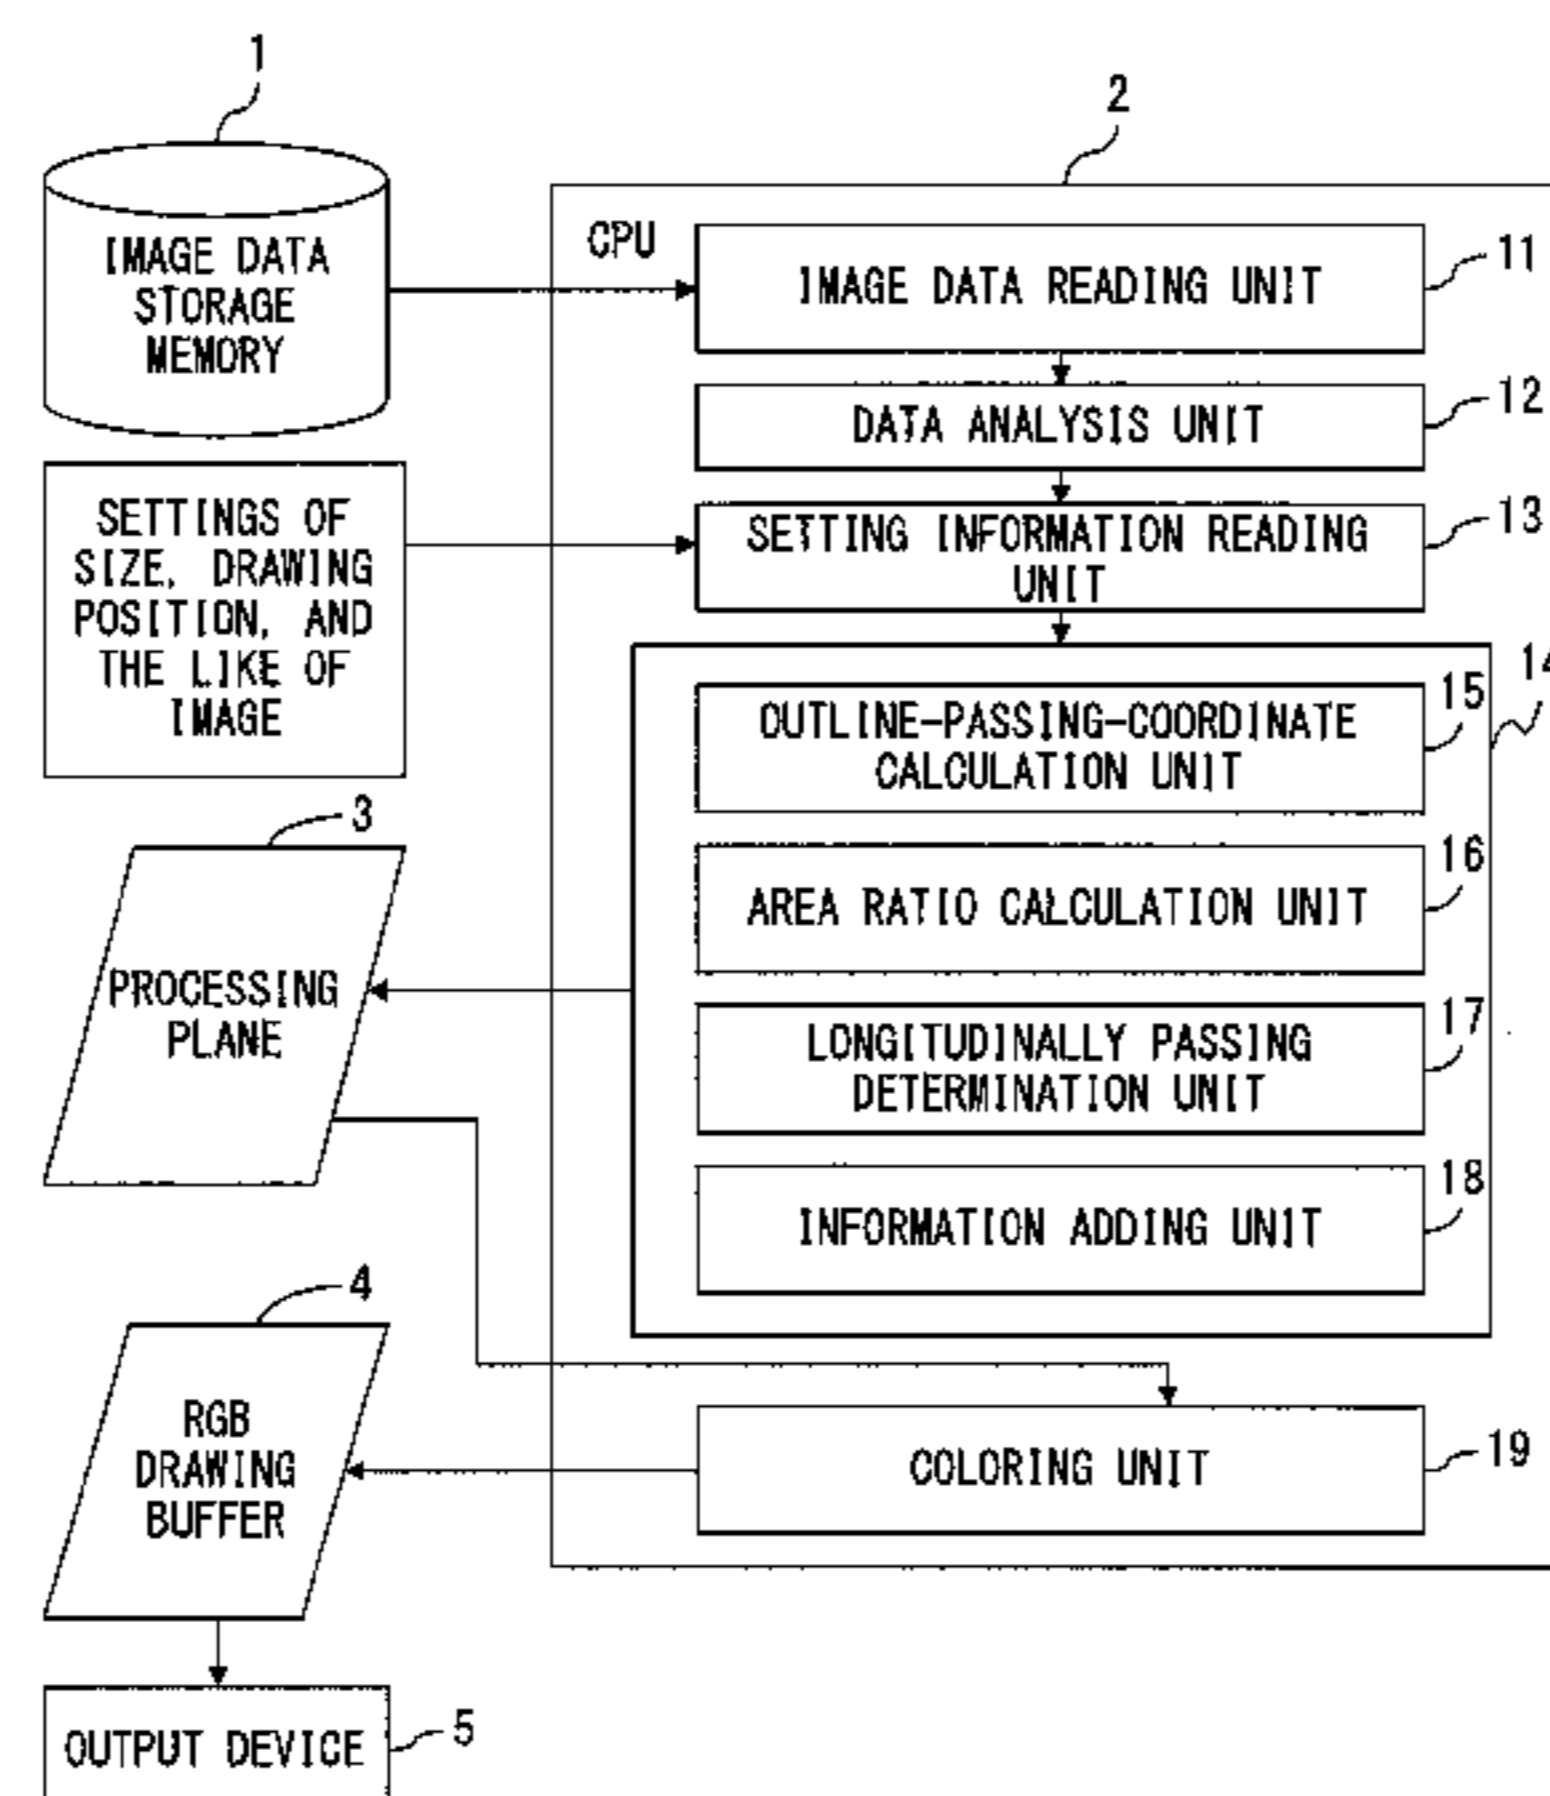 1
2
IMAGE DATA
STORAGE
MEMORY
CPU
IMAGE DATA READING UNIT
11
DATA ANALYSIS UNIT
12
SETTINGS OF
SIZE, DRAWING
POSITION, AND
THE LIKE OF
IMAGE
SETTING INFORMATION READING
UNIT
13
14
OUTLINE-PASSING-COORDINATE
CALCULATION UNIT
15
3
PROCESSING
PLANE
AREA RATIO CALCULATION UNIT
16
LONGITUDINALLY PASSING
DETERMINATION UNIT
17
INFORMATION ADDING UNIT
18
4
RGB
DRAWING
BUFFER
COLORING UNIT
19
OUTPUT DEVICE
5